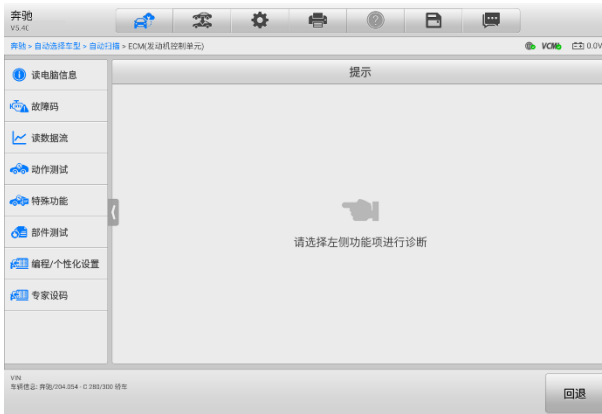 奔驰
V5.40
奔驰 > 自动选择车型 > 自动扫描 > ECM(发动机控制单元)
VCMI 0.0V
读电脑信息
提示
故障码
读数据流
动作测试
特殊功能
请选择左侧功能项进行诊断
部件测试
编程/个性化设置
专家设码
VIN
车辆信息: 奔驰/204.054 - C 280/300 轿车
回退